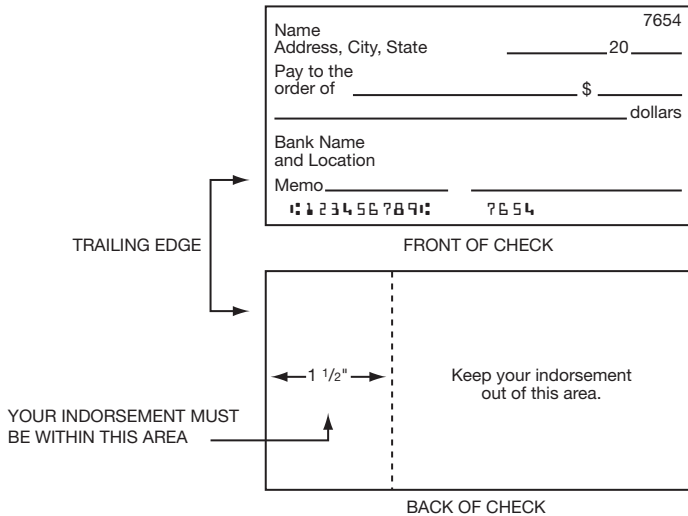 7654
Name
Address, City, State 20
Pay to the
order of $
dollars
Bank Name
and Location
Memo
⑆123456789⑆ 7654
TRAILING EDGE
FRONT OF CHECK
1 1/2"
Keep your indorsement
out of this area.
YOUR INDORSEMENT MUST
BE WITHIN THIS AREA
BACK OF CHECK